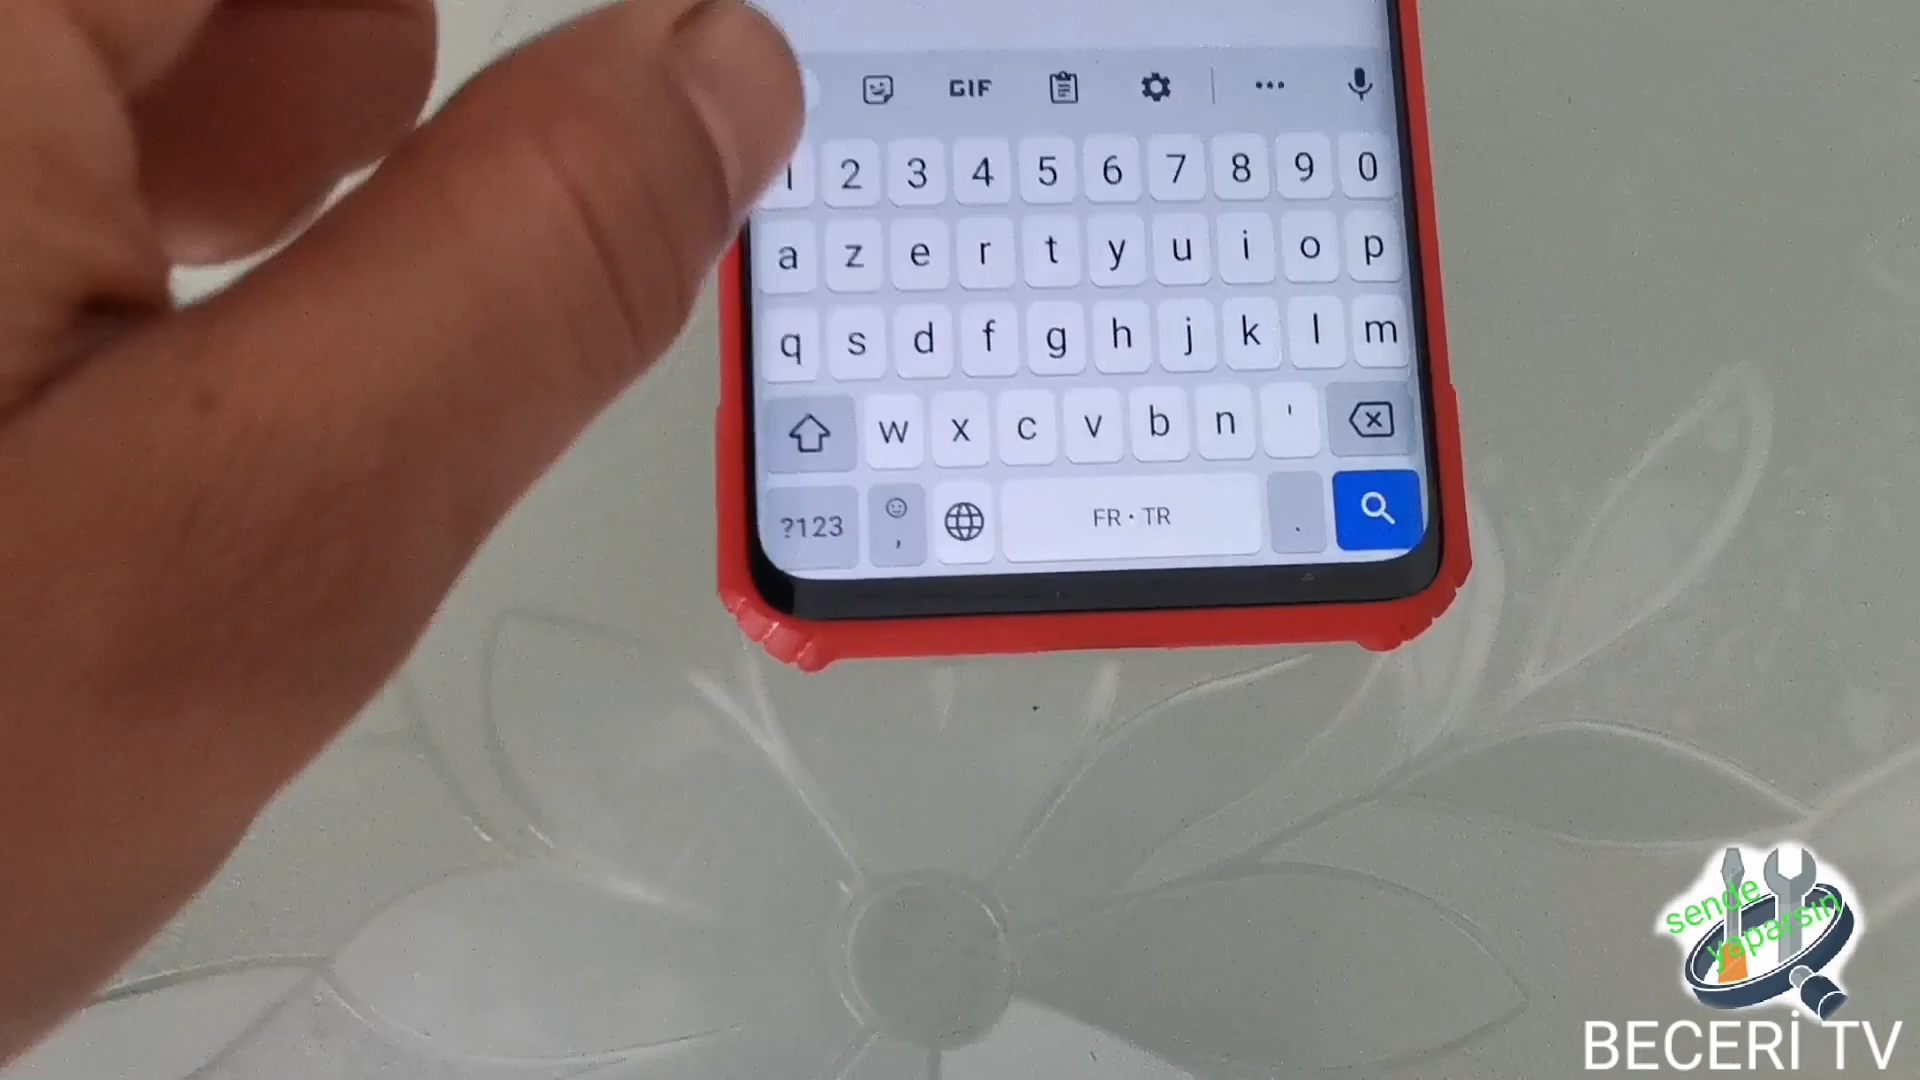 GIF
1 2 3 4 5 6 7 8 9 0
a z e r t y u i o p
q s d f g h j k l m
w x c v b n '
?123 , FR · TR .
sende
yaparsın
BECERİ TV